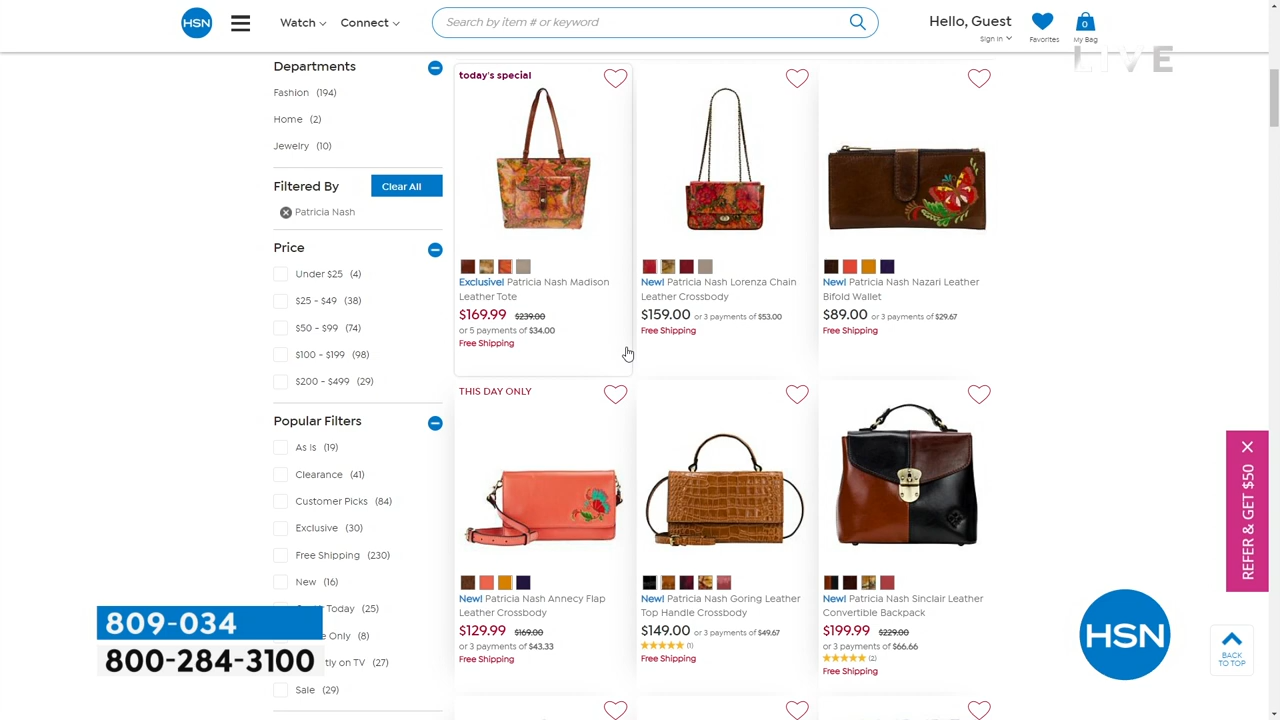 HSN
Watch
Connect
Search by item # or keyword
Hello, Guest
Sign In
Favorites
0
My Bag
LIVE
Departments
Fashion (194)
Home (2)
Jewelry (10)
Filtered By
Clear All
Patricia Nash
Price
Under $25 (4)
$25 - $49 (38)
$50 - $99 (74)
$100 - $199 (98)
$200 - $499 (29)
Popular Filters
As Is (19)
Clearance (41)
Customer Picks (84)
Exclusive (30)
Free Shipping (230)
New (16)
Today (25)
Only (8)
on TV (27)
Sale (29)
today's special
Exclusive! Patricia Nash Madison
Leather Tote
$169.99 $239.00
or 5 payments of $34.00
Free Shipping
New! Patricia Nash Lorenza Chain
Leather Crossbody
$159.00 or 3 payments of $53.00
Free Shipping
New! Patricia Nash Nazari Leather
Bifold Wallet
$89.00 or 3 payments of $29.67
Free Shipping
THIS DAY ONLY
New! Patricia Nash Annecy Flap
Leather Crossbody
$129.99 $169.00
or 3 payments of $43.33
Free Shipping
New! Patricia Nash Goring Leather
Top Handle Crossbody
$149.00 or 3 payments of $49.67
(1)
Free Shipping
New! Patricia Nash Sinclair Leather
Convertible Backpack
$199.99 $229.00
or 3 payments of $66.66
(2)
Free Shipping
REFER & GET $50
809-034
800-284-3100
HSN
BACK
TO TOP